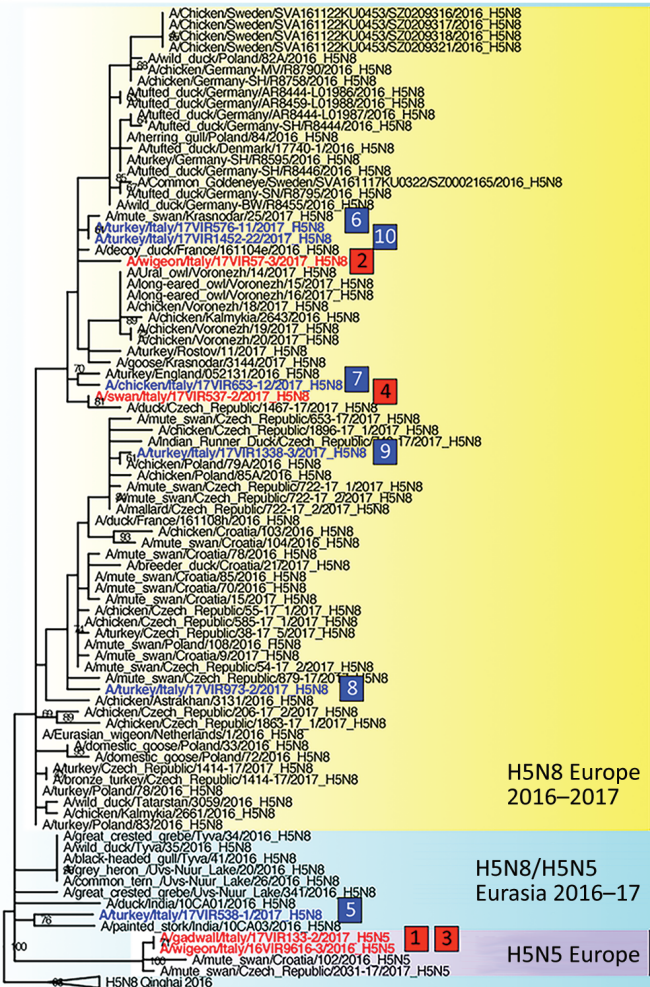 A/Chicken/Sweden/SVA161122KU0453/SZ0209316/2016_H5N8
A/Chicken/Sweden/SVA161122KU0453/SZ0209317/2016_H5N8
A/Chicken/Sweden/SVA161122KU0453/SZ0209318/2016_H5N8
A/Chicken/Sweden/SVA161122KU0453/SZ0209321/2016_H5N8
A/wild_duck/Poland/82A/2016_H5N8
A/chicken/Germany-MV/R8790/2016_H5N8
A/chicken/Germany-SH/R8758/2016_H5N8
A/tufted_duck/Germany/AR8444-L01986/2016_H5N8
A/tufted_duck/Germany/AR8459-L01988/2016_H5N8
A/tufted_duck/Germany/AR8444-L01987/2016_H5N8
A/tufted_duck/Germany-SH/R8444/2016_H5N8
A/herring_gull/Poland/84/2016_H5N8
A/tufted_duck/Denmark/17740-1/2016_H5N8
A/turkey/Germany-SH/R8595/2016_H5N8
A/tufted_duck/Germany-SH/R8446/2016_H5N8
85
A/Common_Goldeneye/Sweden/SVA161117KU0322/SZ0002165/2016_H5N8
A/tufted_duck/Germany-SN/R8795/2016_H5N8
A/wild_duck/Germany-BW/R8455/2016_H5N8
A/mute_swan/Krasnodar/25/2017_H5N8
6
A/turkey/Italy/17VIR576-11/2017_H5N8
A/turkey/Italy/17VIR1452-22/2017_H5N8
10
A/decoy_duck/France/161104e/2016_H5N8
A/wigeon/Italy/17VIR57-3/2017_H5N8
2
A/Ural_owl/Voronezh/14/2017_H5N8
A/long-eared_owl/Voronezh/15/2017_H5N8
A/long-eared_owl/Voronezh/16/2017_H5N8
A/chicken/Voronezh/18/2017_H5N8
89
A/chicken/Kalmykia/2643/2016_H5N8
A/chicken/Voronezh/19/2017_H5N8
A/chicken/Voronezh/20/2017_H5N8
A/turkey/Rostov/11/2017_H5N8
A/goose/Krasnodar/3144/2017_H5N8
70
A/turkey/England/052131/2016_H5N8
A/chicken/Italy/17VIR653-12/2017_H5N8
7
A/swan/Italy/17VIR537-2/2017_H5N8
4
81
A/duck/Czech_Republic/1467-17/2017_H5N8
A/mute_swan/Czech_Republic/653-17/2017_H5N8
A/chicken/Czech_Republic/1896-17_1/2017_H5N8
A/Indian_Runner_Duck/Czech_Republic/
A/turkey/Italy/17VIR1338-3/2017_H5N8
9
A/chicken/Poland/79A/2016_H5N8
A/chicken/Poland/85A/2016_H5N8
A/mute_swan/Czech_Republic/722-17_1/2017_H5N8
A/mute_swan/Czech_Republic/722-17_2/2017_H5N8
A/mallard/Czech_Republic/722-17_2/2017_H5N8
A/duck/France/161108h/2016_H5N8
A/chicken/Croatia/103/2016_H5N8
93
A/mute_swan/Croatia/104/2016_H5N8
A/mute_swan/Croatia/78/2016_H5N8
A/breeder_duck/Croatia/21/2017_H5N8
A/mute_swan/Croatia/85/2016_H5N8
A/mute_swan/Croatia/70/2016_H5N8
A/mute_swan/Croatia/15/2017_H5N8
A/chicken/Czech_Republic/55-17_1/2017_H5N8
A/chicken/Czech_Republic/585-17_1/2017_H5N8
A/turkey/Czech_Republic/38-17_5/2017_H5N8
A/mute_swan/Poland/108/2016_H5N8
A/mute_swan/Croatia/9/2017_H5N8
A/mute_swan/Czech_Republic/54-17_2/2017_H5N8
A/mute_swan/Czech_Republic/879-17/2017_H5N8
A/turkey/Italy/17VIR973-2/2017_H5N8
8
A/chicken/Astrakhan/3131/2016_H5N8
69
A/chicken/Czech_Republic/206-17_2/2017_H5N8
89
A/chicken/Czech_Republic/1863-17_1/2017_H5N8
A/Eurasian_wigeon/Netherlands/1/2016_H5N8
A/domestic_goose/Poland/33/2016_H5N8
A/domestic_goose/Poland/72/2016_H5N8
A/turkey/Czech_Republic/1414-17/2017_H5N8
A/bronze_turkey/Czech_Republic/1414-17/2017_H5N8
A/turkey/Poland/78/2016_H5N8
A/wild_duck/Tatarstan/3059/2016_H5N8
A/chicken/Kalmykia/2661/2016_H5N8
A/turkey/Poland/83/2016_H5N8
H5N8 Europe
2016–2017
A/great_crested_grebe/Tyva/34/2016_H5N8
A/wild_duck/Tyva/35/2016_H5N8
A/black-headed_gull/Tyva/41/2016_H5N8
A/grey_heron_/Uvs-Nuur_Lake/20/2016_H5N8
A/common_tern_/Uvs-Nuur_Lake/26/2016_H5N8
A/great_crested_grebe/Uvs-Nuur_Lake/341/2016_H5N8
H5N8/H5N5
Eurasia 2016–17
A/duck/India/10CA01/2016_H5N8
A/turkey/Italy/17VIR538-1/2017_H5N8
5
76
A/painted_stork/India/10CA03/2016_H5N8
A/gadwall/Italy/17VIR133-2/2017_H5N5
1
3
A/wigeon/Italy/16VIR9616-3/2016_H5N5
100
100
A/mute_swan/Croatia/102/2016_H5N5
A/mute_swan/Czech_Republic/2031-17/2017_H5N5
H5N5 Europe
H5N8 Qinghai 2016